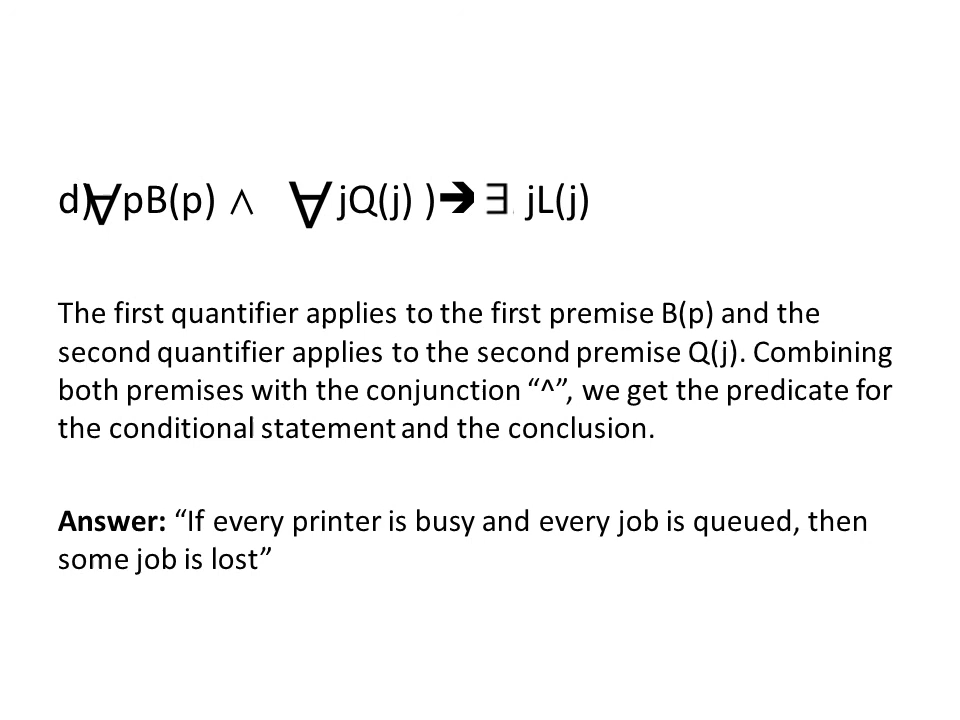 d)∀pB(p) ∧ ∀jQ(j) )➔ ∃ jL(j)
The first quantifier applies to the first premise B(p) and the
second quantifier applies to the second premise Q(j). Combining
both premises with the conjunction “^”, we get the predicate for
the conditional statement and the conclusion.
Answer: “If every printer is busy and every job is queued, then
some job is lost”